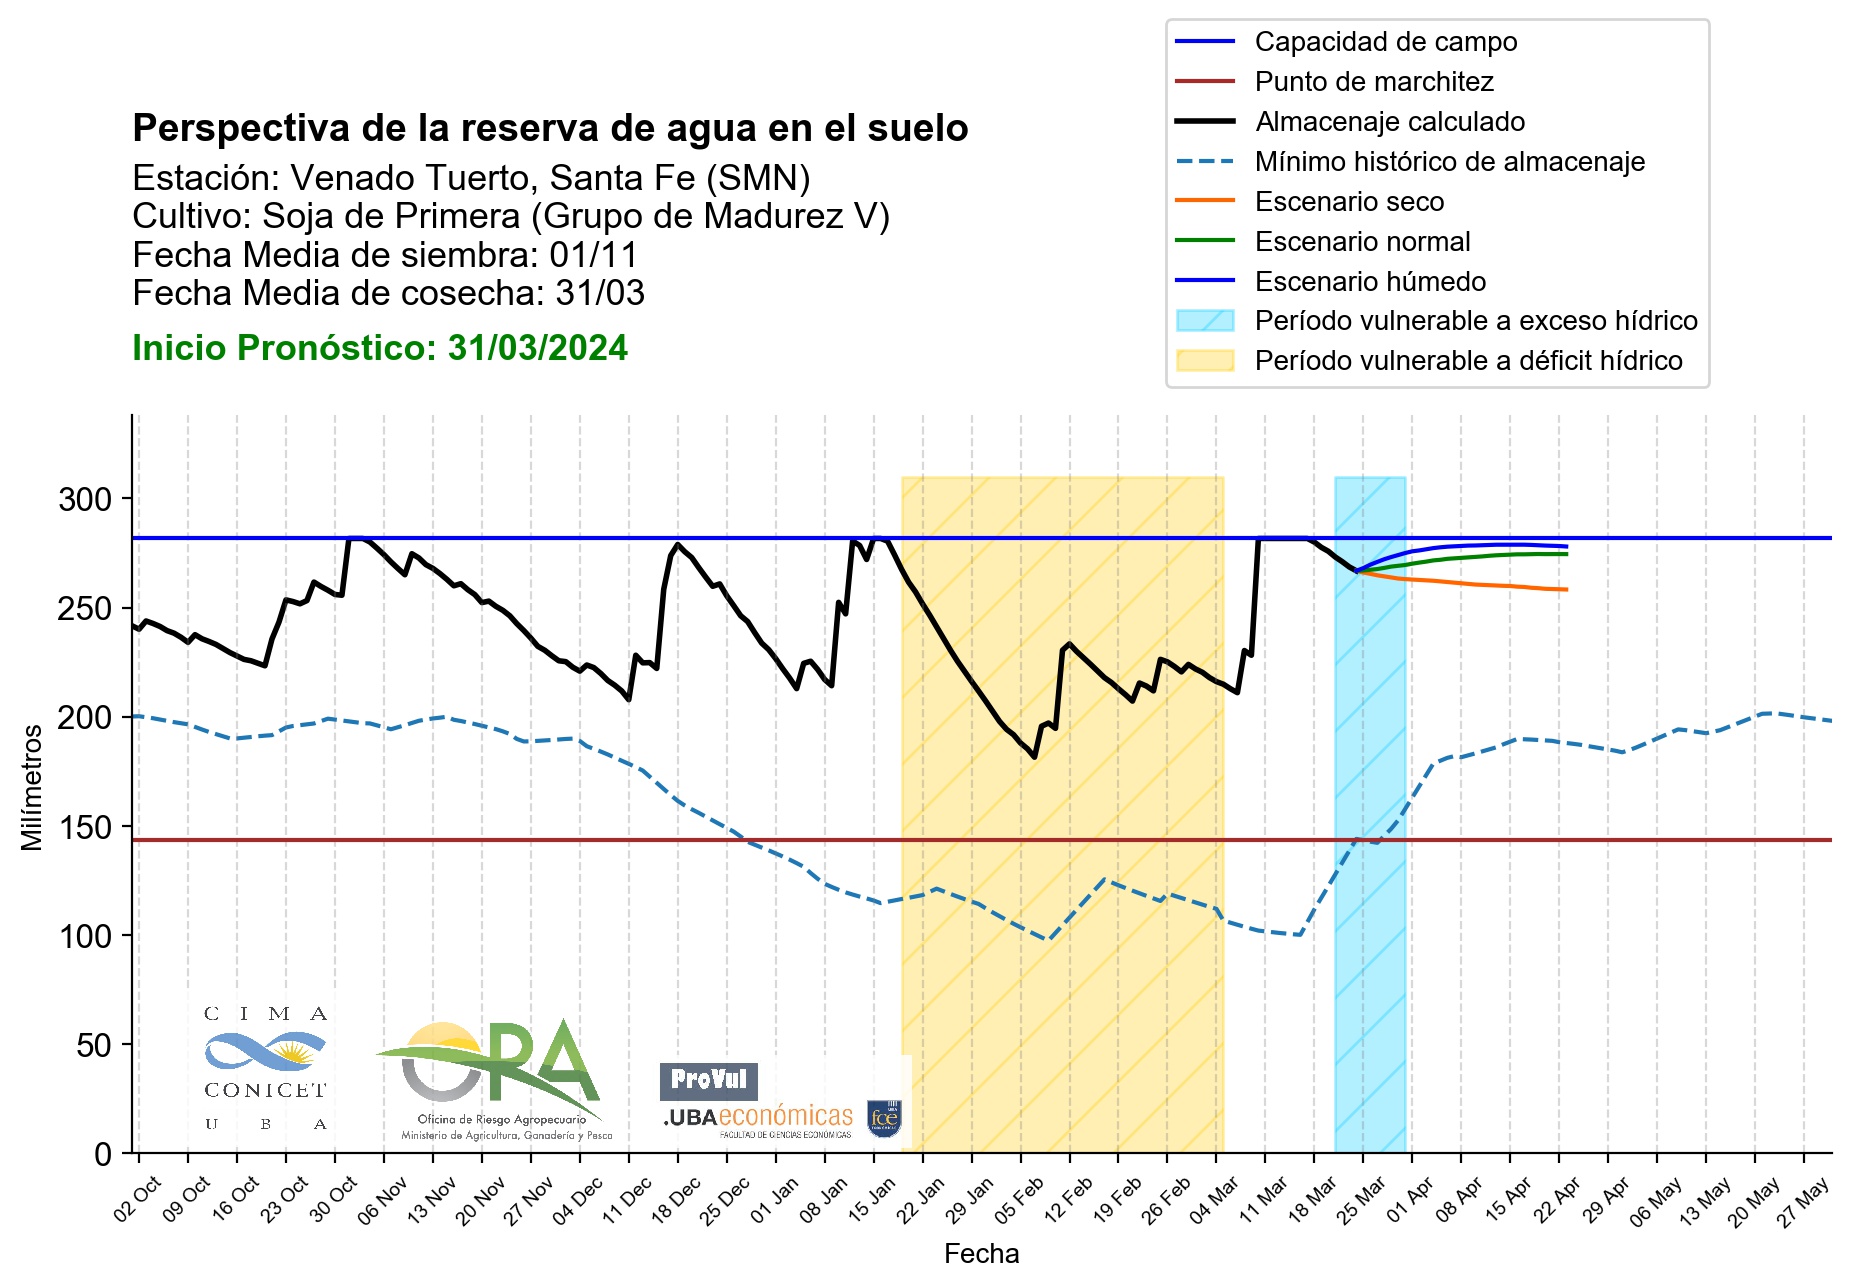 Capacidad de campo
Punto de marchitez
Almacenaje calculado
Mínimo histórico de almacenaje
Escenario seco
Escenario normal
Escenario húmedo
Período vulnerable a exceso hídrico
Período vulnerable a déficit hídrico
Perspectiva de la reserva de agua en el suelo
Estación: Venado Tuerto, Santa Fe (SMN)
Cultivo: Soja de Primera (Grupo de Madurez V)
Fecha Media de siembra: 01/11
Fecha Media de cosecha: 31/03
Inicio Pronóstico: 31/03/2024
300
250
200
150
100
50
0
Milímetros
C I M A
CONICET
U B A
ORA
Oficina de Riesgo Agropecuario
Ministerio de Agricultura, Ganadería y Pesca
ProVul
.UBAeconómicas
FACULTAD DE CIENCIAS ECONÓMICAS
fce
02 Oct
09 Oct
16 Oct
23 Oct
30 Oct
06 Nov
13 Nov
20 Nov
27 Nov
04 Dec
11 Dec
18 Dec
25 Dec
01 Jan
08 Jan
15 Jan
22 Jan
29 Jan
05 Feb
12 Feb
19 Feb
26 Feb
04 Mar
11 Mar
18 Mar
25 Mar
01 Apr
08 Apr
15 Apr
22 Apr
29 Apr
06 May
13 May
20 May
27 May
Fecha